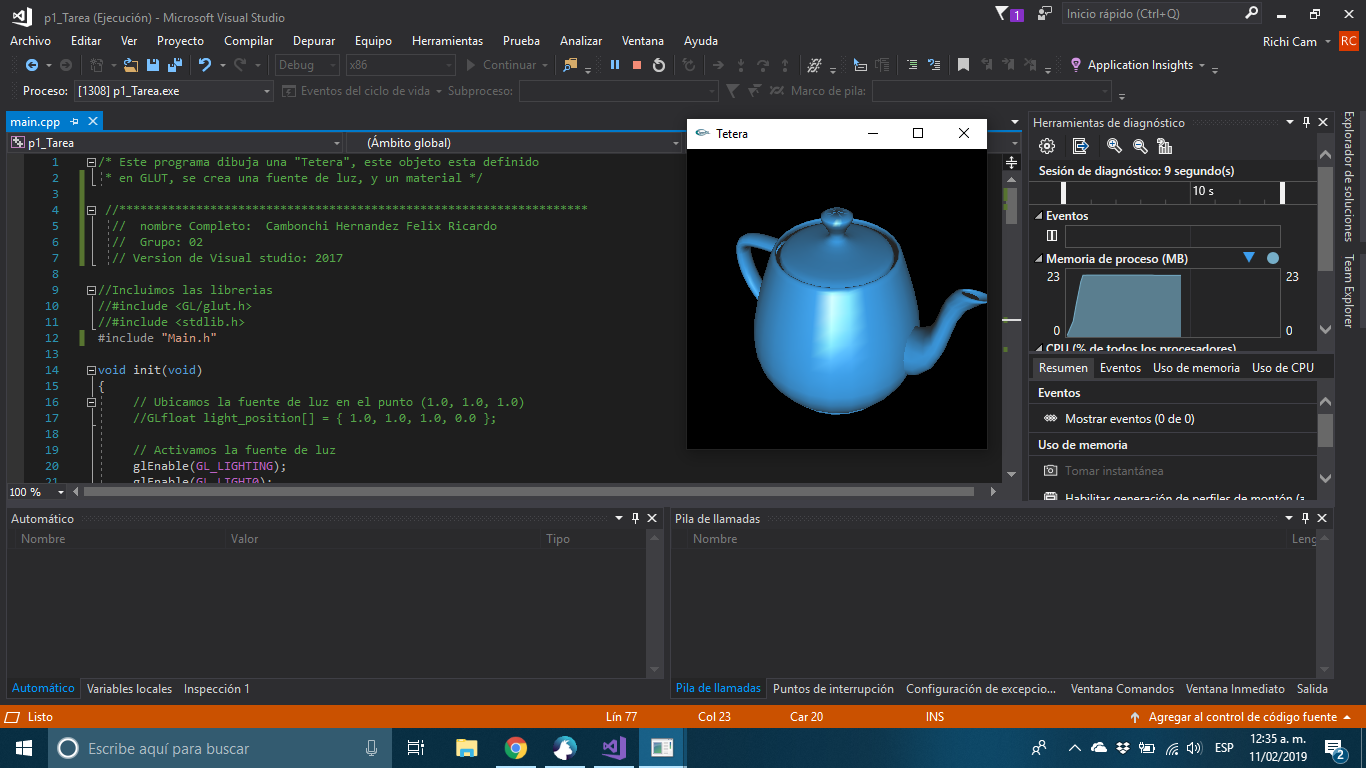 p1_Tarea (Ejecución) - Microsoft Visual Studio
1
Inicio rápido (Ctrl+Q)
Archivo Editar Ver Proyecto Compilar Depurar Equipo Herramientas Prueba Analizar Ventana Ayuda
Richi Cam
RC
Debug x86 Continuar Application Insights
Proceso: [1308] p1_Tarea.exe Eventos del ciclo de vida Subproceso: Marco de pila:
main.cpp
p1_Tarea (Ámbito global)
1 /* Este programa dibuja una "Tetera", este objeto esta definido
2 * en GLUT, se crea una fuente de luz, y un material */
3
4 //*******************************************************************
5 // nombre Completo: Cambonchi Hernandez Felix Ricardo
6 // Grupo: 02
7 // Version de Visual studio: 2017
8
9 //Incluimos las librerias
10 //#include <GL/glut.h>
11 //#include <stdlib.h>
12 #include "Main.h"
13
14 void init(void)
15 {
16 // Ubicamos la fuente de luz en el punto (1.0, 1.0, 1.0)
17 //GLfloat light_position[] = { 1.0, 1.0, 1.0, 0.0 };
18
19 // Activamos la fuente de luz
20 glEnable(GL_LIGHTING);
21 glEnable(GL_LIGHT0);
100 %
Tetera
Herramientas de diagnóstico
Sesión de diagnóstico: 9 segundo(s)
10 s
Eventos
Memoria de proceso (MB)
23 23
0 0
CPU (% de todos los procesadores)
Resumen Eventos Uso de memoria Uso de CPU
Eventos
Mostrar eventos (0 de 0)
Uso de memoria
Tomar instantánea
Habilitar generación de perfiles de montón (a
Explorador de soluciones
Team Explorer
Automático
Nombre Valor Tipo
Automático Variables locales Inspección 1
Pila de llamadas
Nombre Leng
Pila de llamadas Puntos de interrupción Configuración de excepcio... Ventana Comandos Ventana Inmediato Salida
Listo Lín 77 Col 23 Car 20 INS Agregar al control de código fuente
Escribe aquí para buscar
ESP
12:35 a. m.
11/02/2019
2